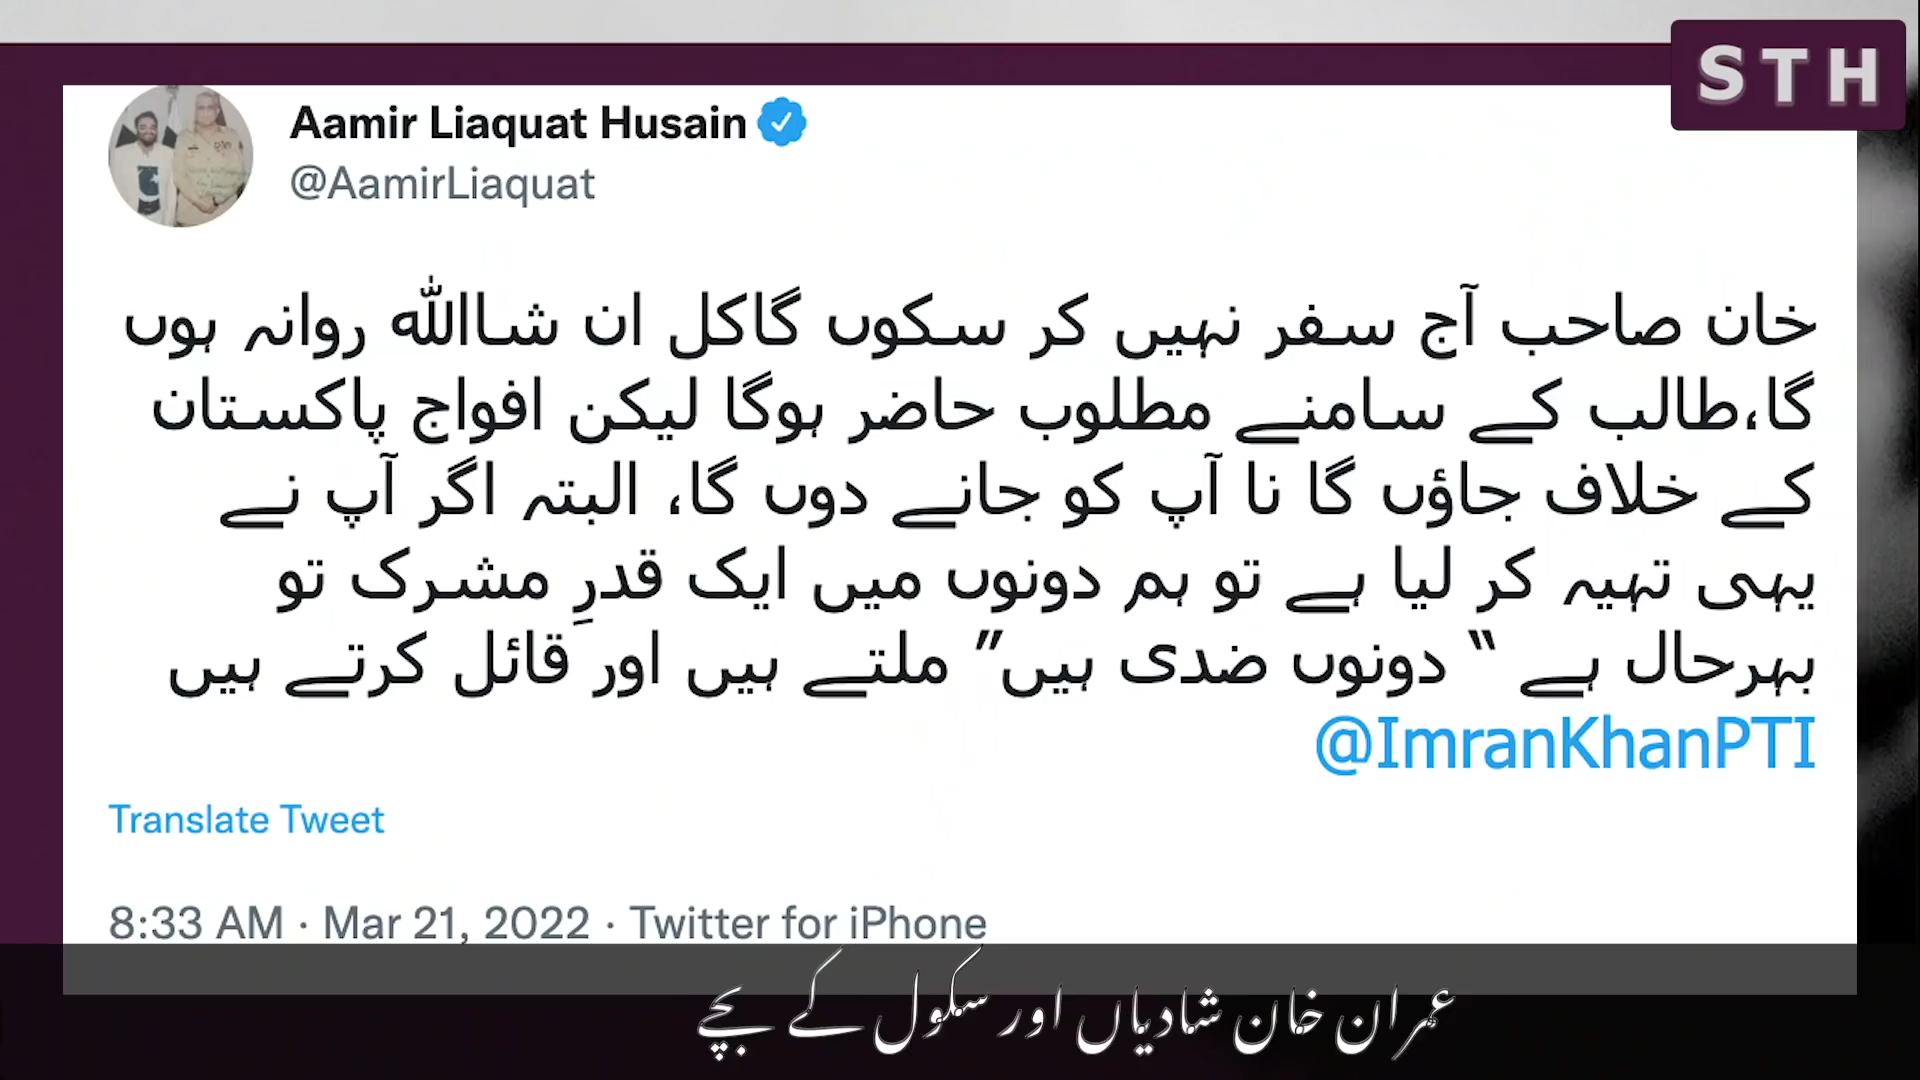 STH
Aamir Liaquat Husain
@AamirLiaquat
خان صاحب آج سفر نہیں کر سکوں گاکل ان شاﷲ روانہ ہوں
گا،طالب کے سامنے مطلوب حاضر ہوگا لیکن افواج پاکستان
کے خلاف جاؤں گا نا آپ کو جانے دوں گا، البتہ اگر آپ نے
یہی تہیہ کر لیا ہے تو ہم دونوں میں ایک قدرِ مشرک تو
بہرحال ہے “ دونوں ضدی ہیں” ملتے ہیں اور قائل کرتے ہیں
@ImranKhanPTI
Translate Tweet
8:33 AM · Mar 21, 2022 · Twitter for iPhone
عمران خان شادیاں اور سکول کے بچے